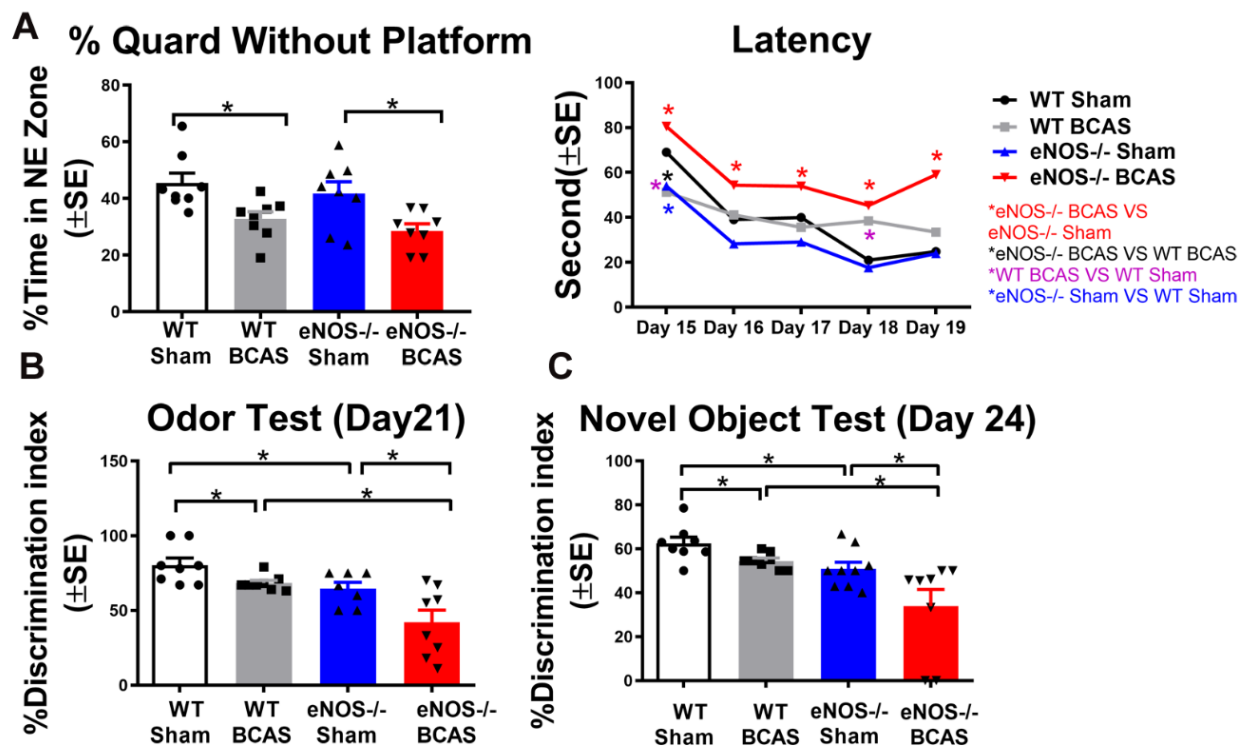 A
% Quard Without Platform
%Time in NE Zone
(±SE)
80
60
40
20
0
*
*
WT
Sham
WT
BCAS
eNOS-/-
Sham
eNOS-/-
BCAS
Latency
Second(±SE)
100
80
60
40
20
0
*
*
*
*
*
*
*
*
*
Day 15
Day 16
Day 17
Day 18
Day 19
WT Sham
WT BCAS
eNOS-/- Sham
eNOS-/- BCAS
*eNOS-/- BCAS VS
eNOS-/- Sham
*eNOS-/- BCAS VS WT BCAS
*WT BCAS VS WT Sham
*eNOS-/- Sham VS WT Sham
B
Odor Test (Day21)
%Discrimination index
(±SE)
150
100
50
0
*
*
*
*
WT
Sham
WT
BCAS
eNOS-/-
Sham
eNOS-/-
BCAS
C
Novel Object Test (Day 24)
%Discrimination index
(±SE)
100
80
60
40
20
0
*
*
*
*
WT
Sham
WT
BCAS
eNOS-/-
Sham
eNOS-/-
BCAS